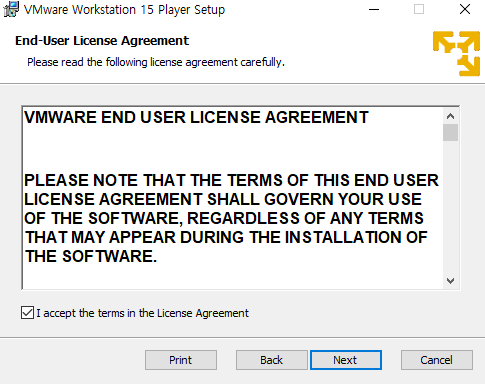 VMware Workstation 15 Player Setup
End-User License Agreement
Please read the following license agreement carefully.
VMWARE END USER LICENSE AGREEMENT
PLEASE NOTE THAT THE TERMS OF THIS END USER
LICENSE AGREEMENT SHALL GOVERN YOUR USE
OF THE SOFTWARE, REGARDLESS OF ANY TERMS
THAT MAY APPEAR DURING THE INSTALLATION OF
THE SOFTWARE.
I accept the terms in the License Agreement
Print Back Next Cancel